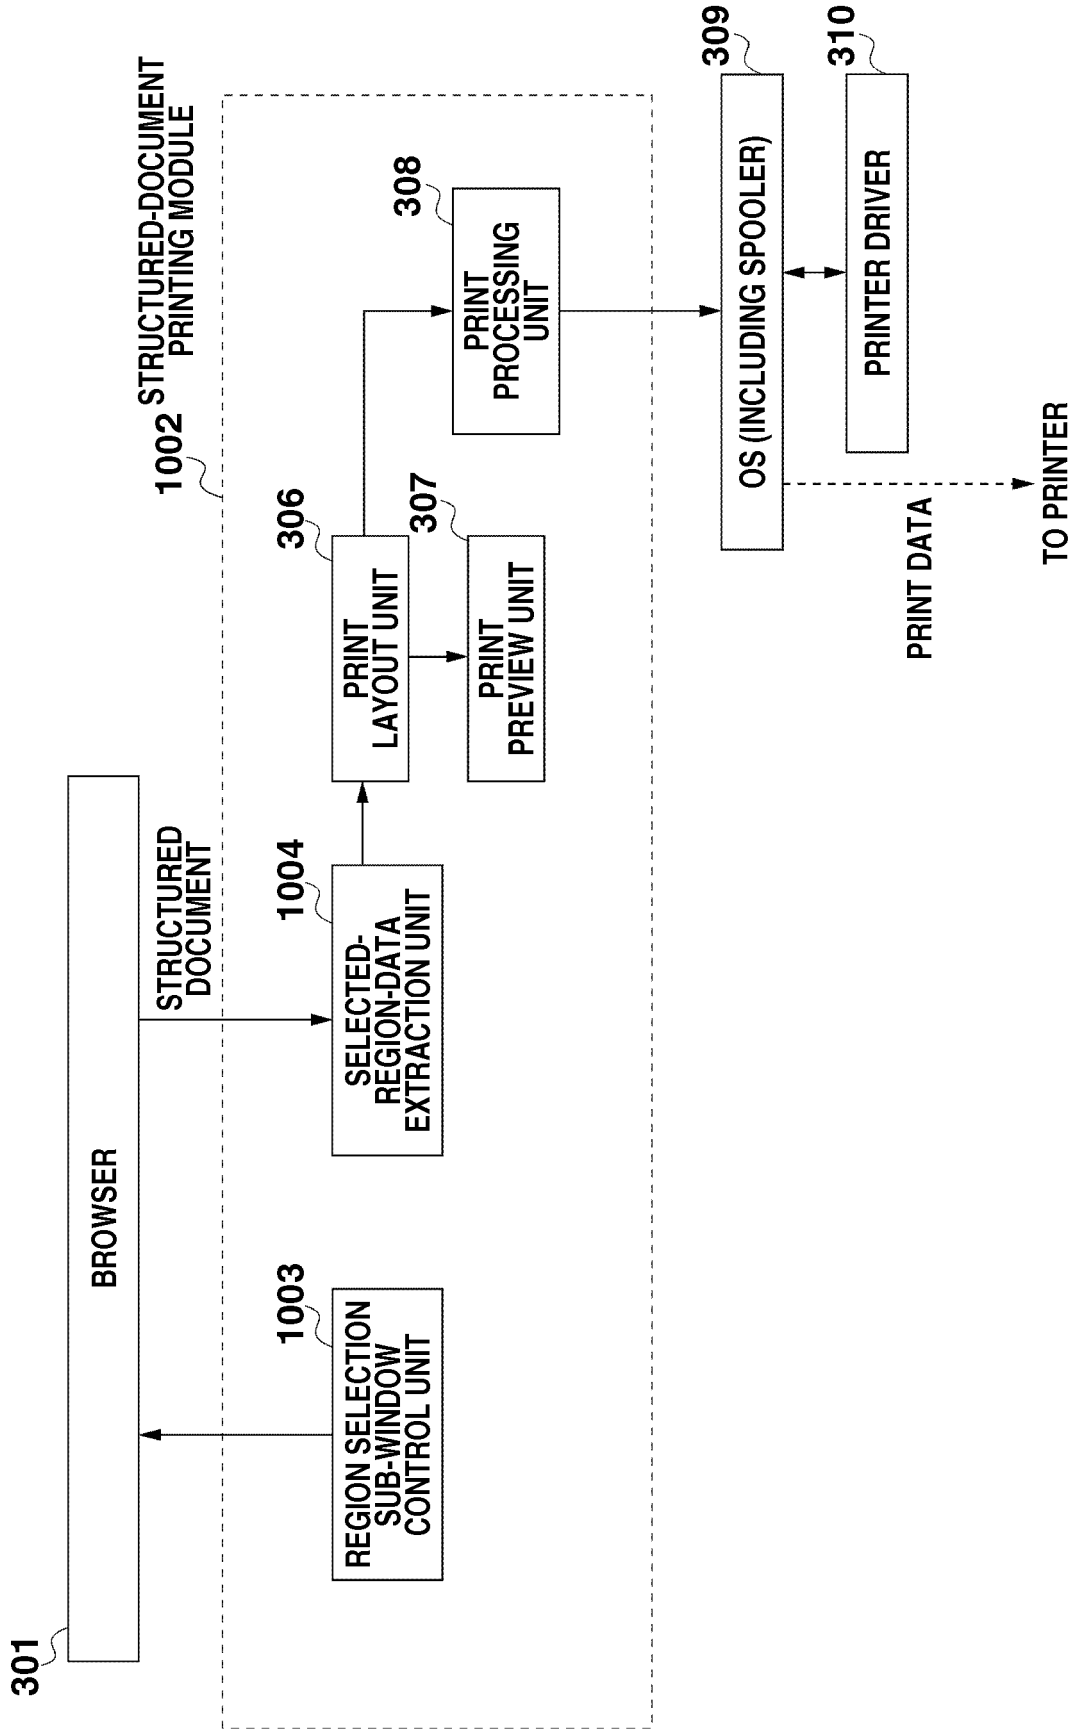 301
BROWSER
STRUCTURED
DOCUMENT
1002
STRUCTURED-DOCUMENT
PRINTING MODULE
1003
REGION SELECTION
SUB-WINDOW
CONTROL UNIT
1004
SELECTED-
REGION-DATA
EXTRACTION UNIT
306
PRINT
LAYOUT UNIT
307
PRINT
PREVIEW UNIT
308
PRINT
PROCESSING
UNIT
309
OS (INCLUDING SPOOLER)
310
PRINTER DRIVER
PRINT DATA
TO PRINTER